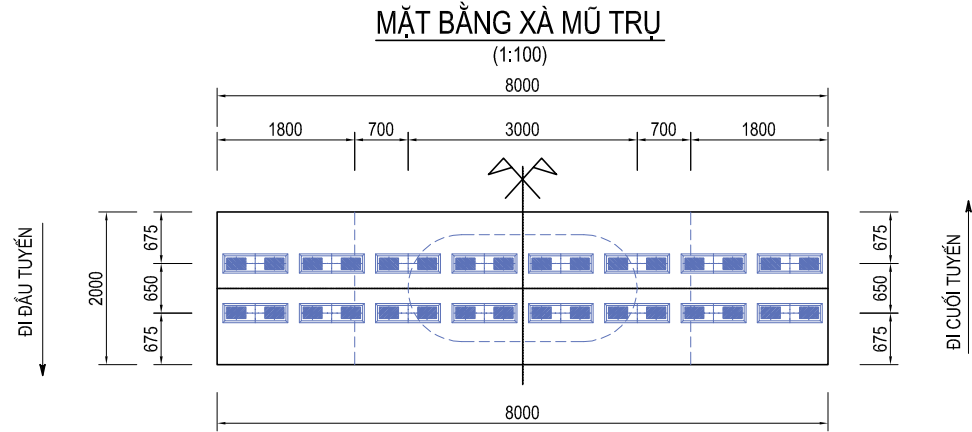 MẶT BẰNG XÀ MŨ TRỤ
(1:100)
8000
1800 700 3000 700 1800
ĐI ĐẦU TUYẾN
2000
675
650
675
675
650
675
ĐI CUỐI TUYẾN
8000